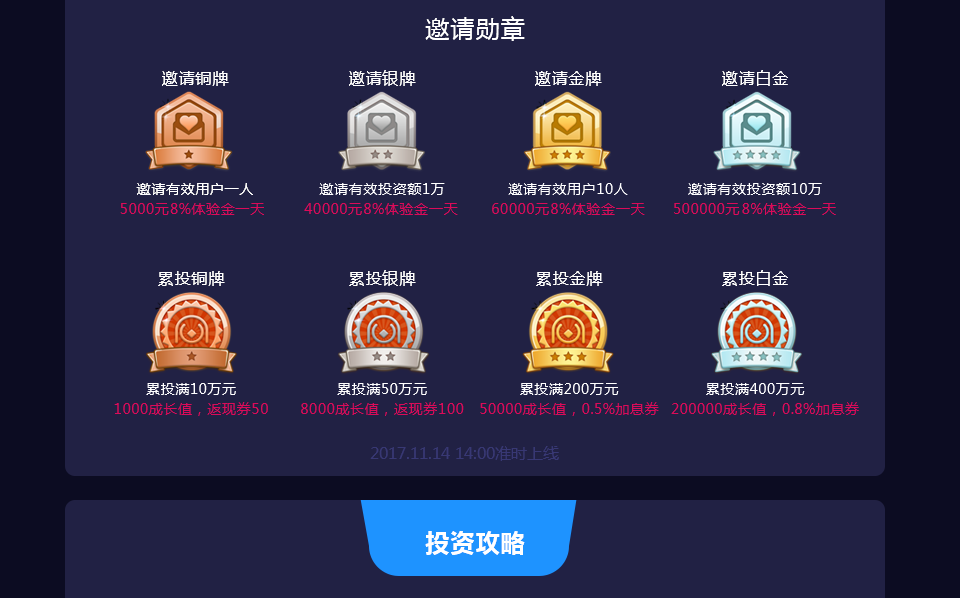 邀请勋章
邀请铜牌 邀请银牌 邀请金牌 邀请白金
邀请有效用户一人 邀请有效投资额1万 邀请有效用户10人 邀请有效投资额10万
5000元8%体验金一天 40000元8%体验金一天 60000元8%体验金一天 500000元8%体验金一天
累投铜牌 累投银牌 累投金牌 累投白金
累投满10万元 累投满50万元 累投满200万元 累投满400万元
1000成长值，返现券50 8000成长值，返现券100 50000成长值，0.5%加息券 200000成长值，0.8%加息券
2017.11.14 14:00准时上线
投资攻略